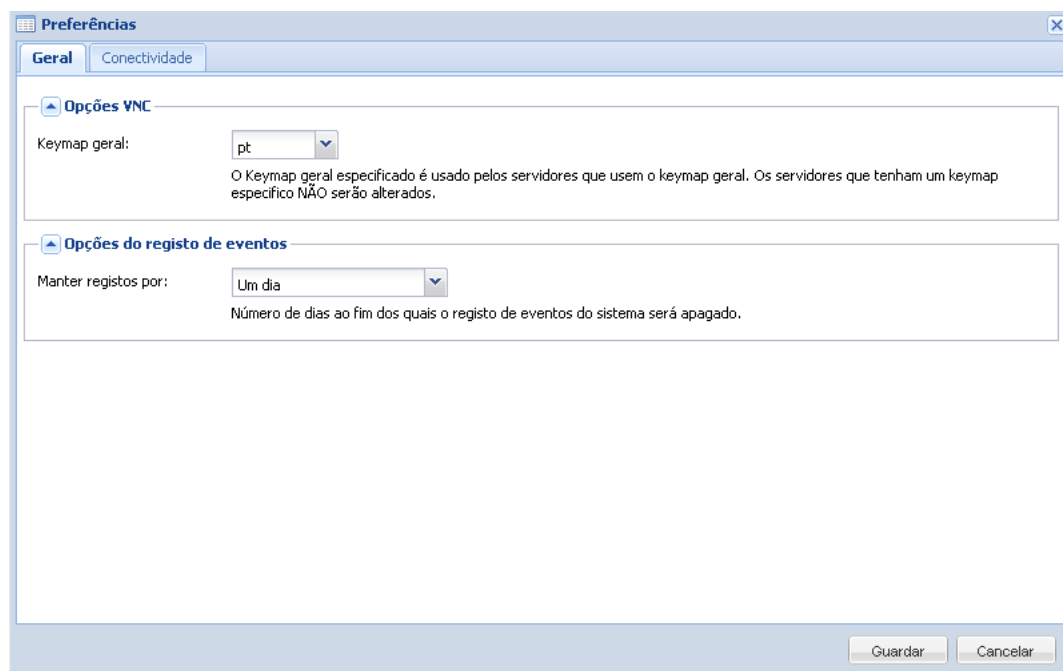 Preferências
Geral
Conectividade
Opções VNC
Keymap geral:
pt
O Keymap geral especificado é usado pelos servidores que usem o keymap geral. Os servidores que tenham um keymap
especifico NÃO serão alterados.
Opções do registo de eventos
Manter registos por:
Um dia
Número de dias ao fim dos quais o registo de eventos do sistema será apagado.
Guardar
Cancelar